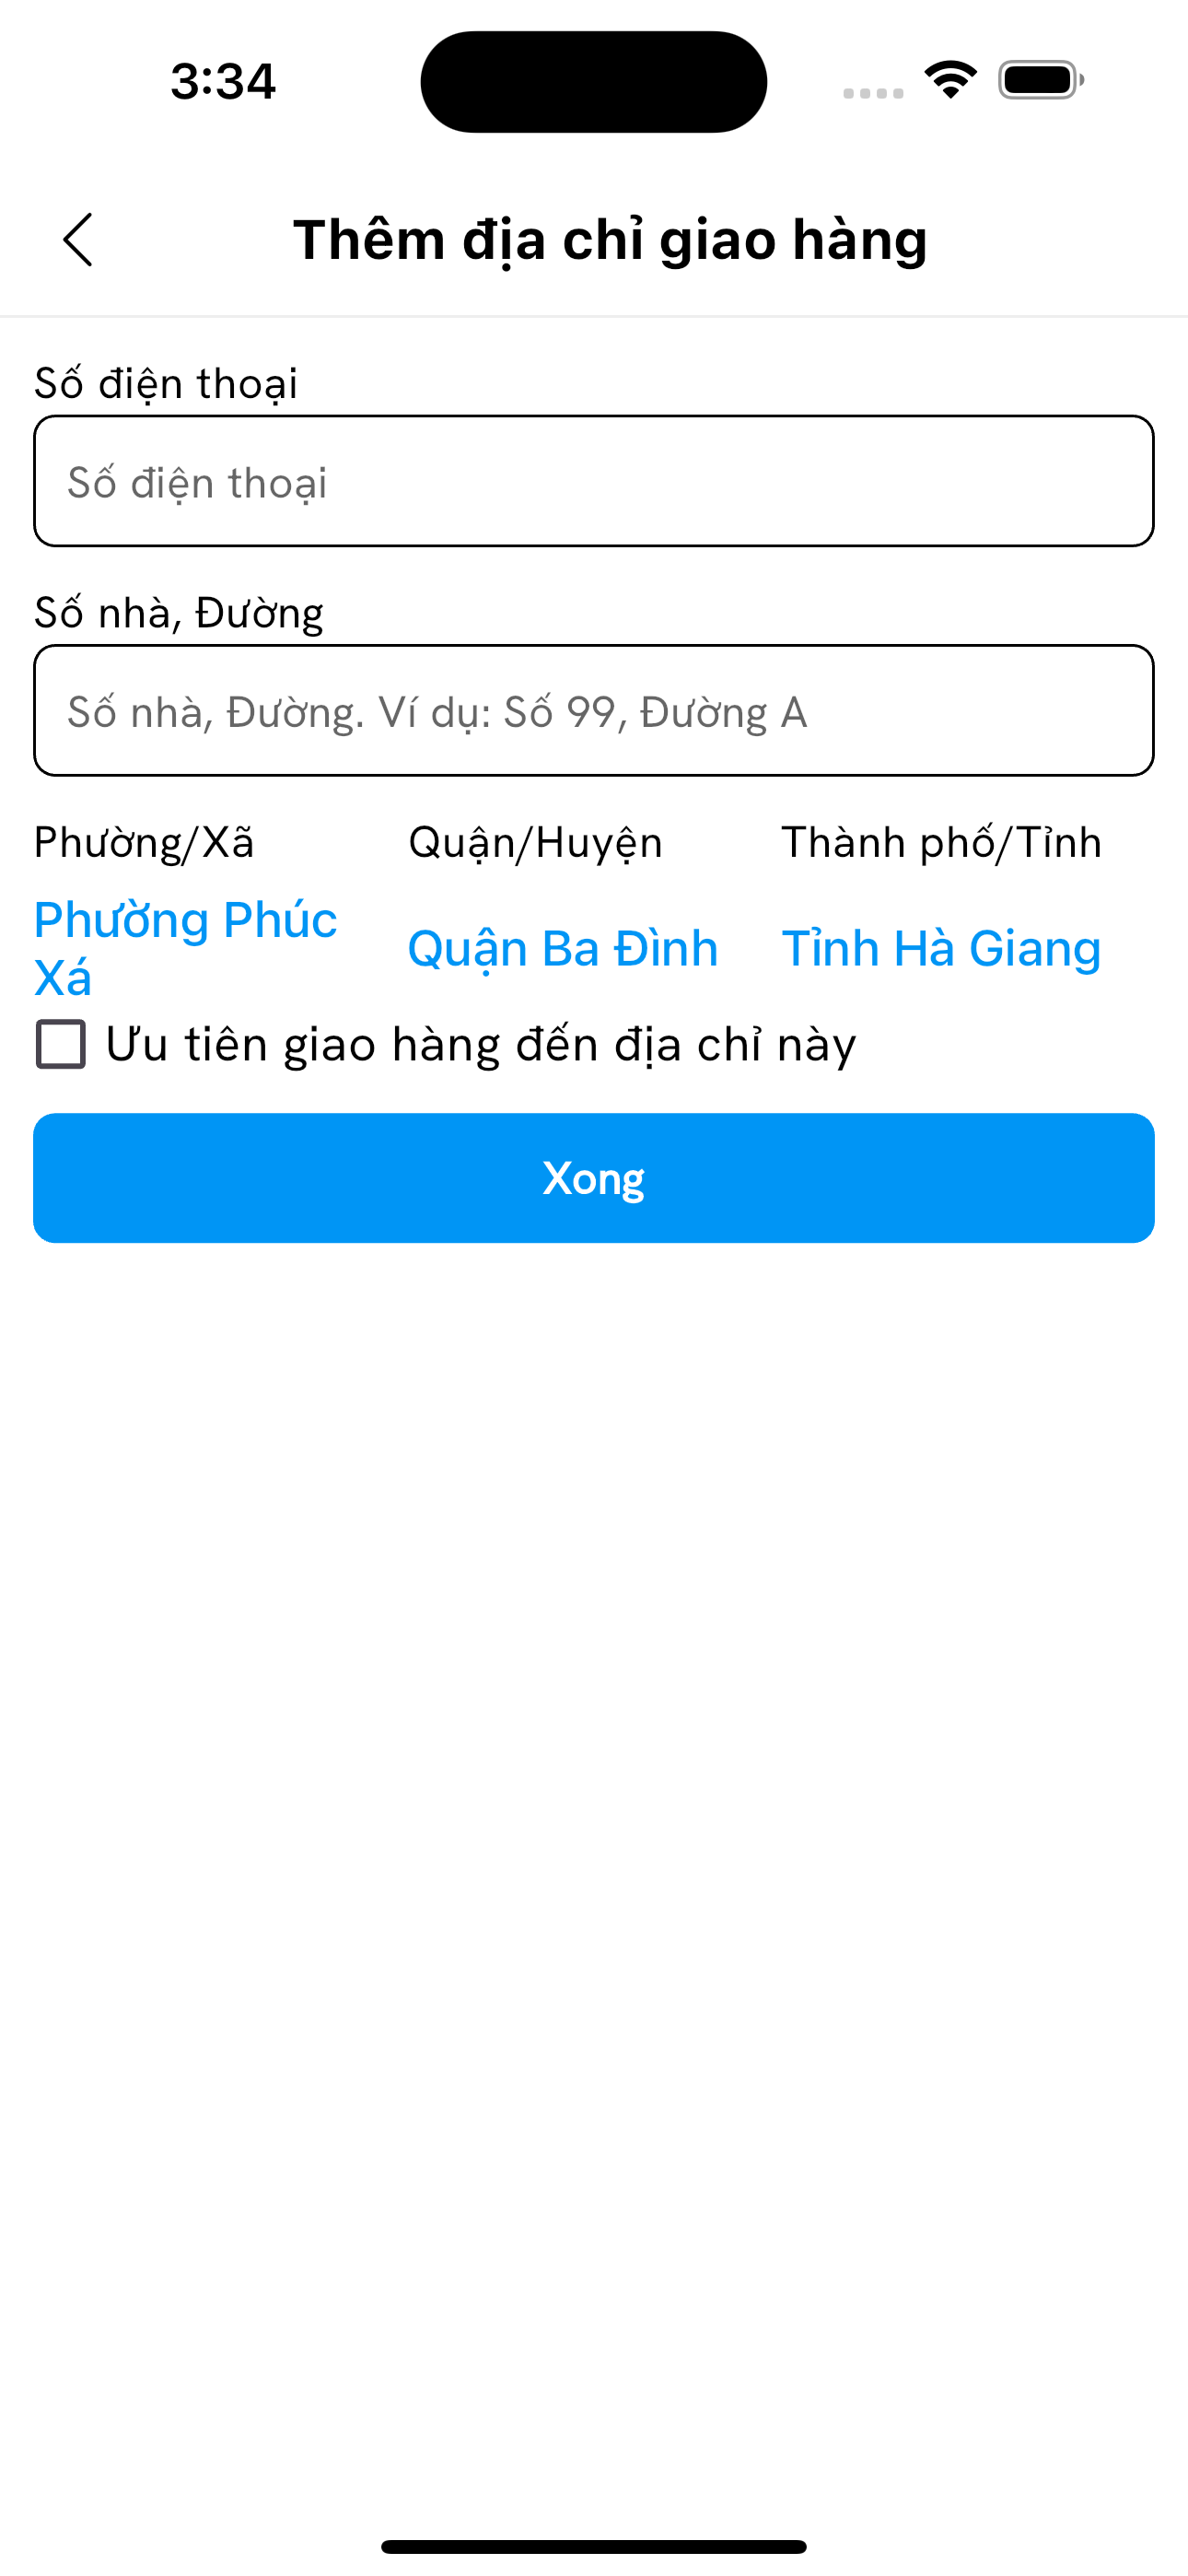 3:34
Thêm địa chỉ giao hàng
Số điện thoại
Số điện thoại
Số nhà, Đường
Số nhà, Đường. Ví dụ: Số 99, Đường A
Phường/Xã Quận/Huyện Thành phố/Tỉnh
Phường Phúc
Xá
Quận Ba Đình
Tỉnh Hà Giang
Ưu tiên giao hàng đến địa chỉ này
Xong